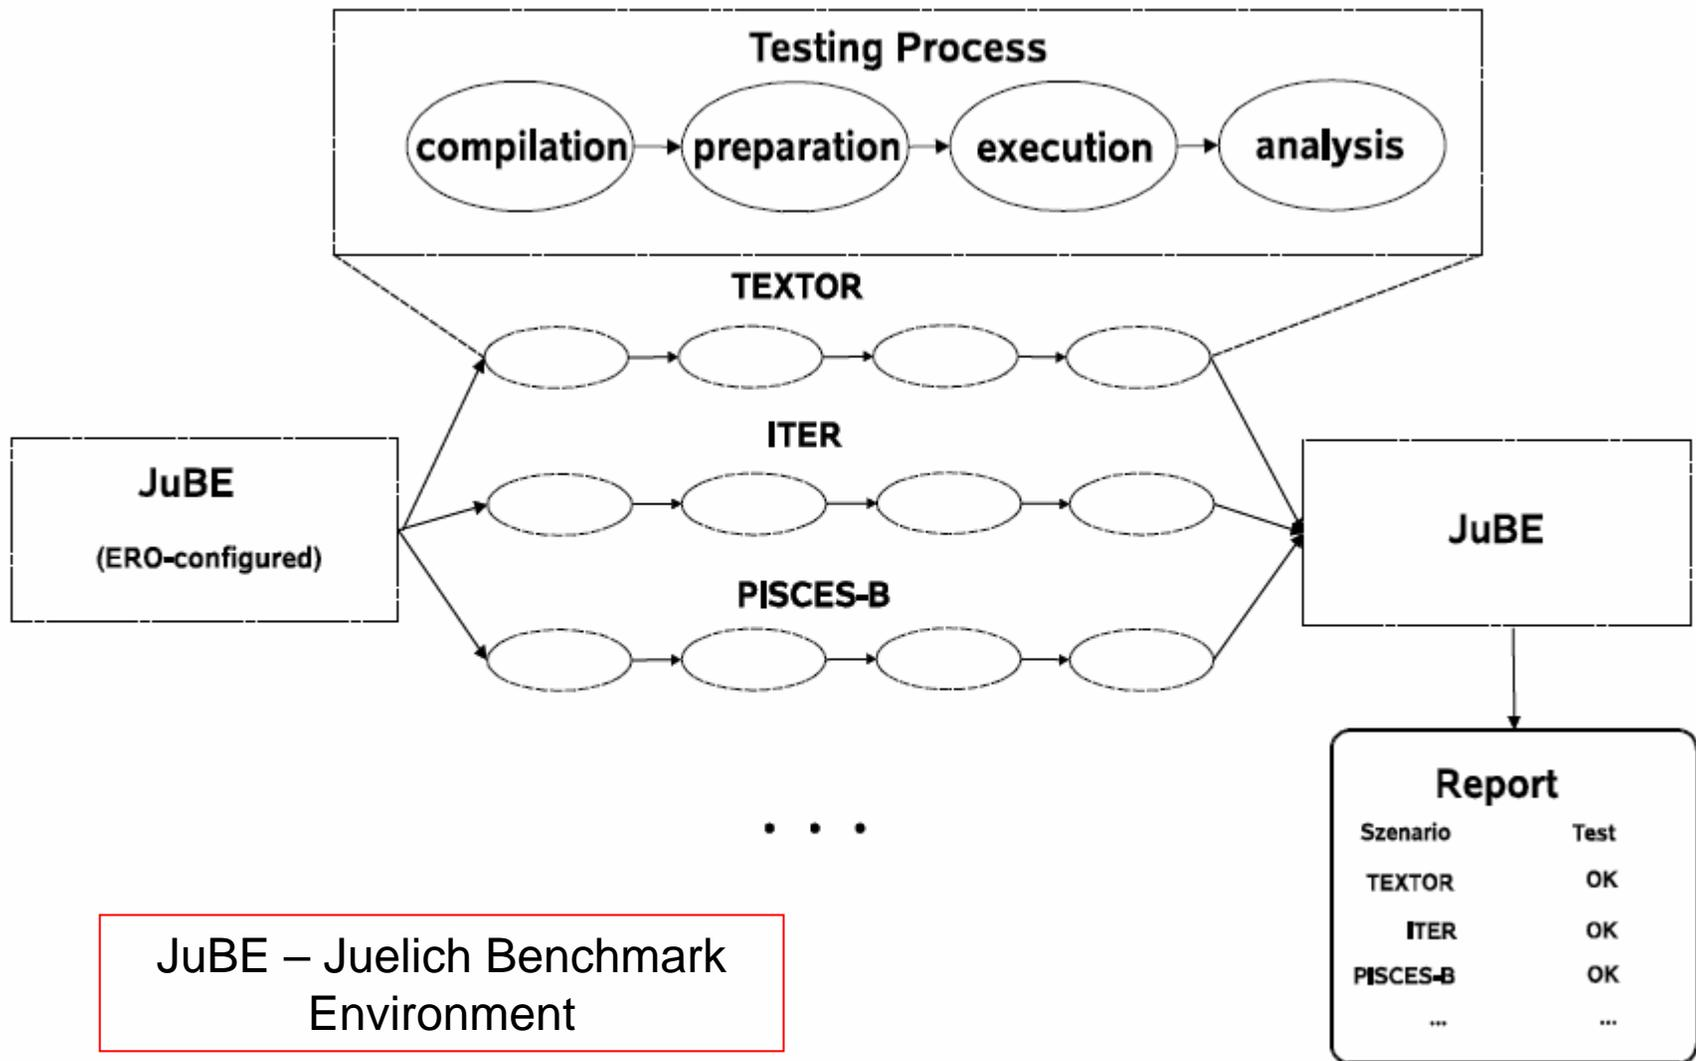 Testing Process
compilation preparation execution analysis
TEXTOR
ITER
JuBE
(ERO-configured)
JuBE
PISCES-B
. . .
Report
Szenario Test
TEXTOR OK
ITER OK
PISCES-B OK
... ...
JuBE – Juelich Benchmark
Environment